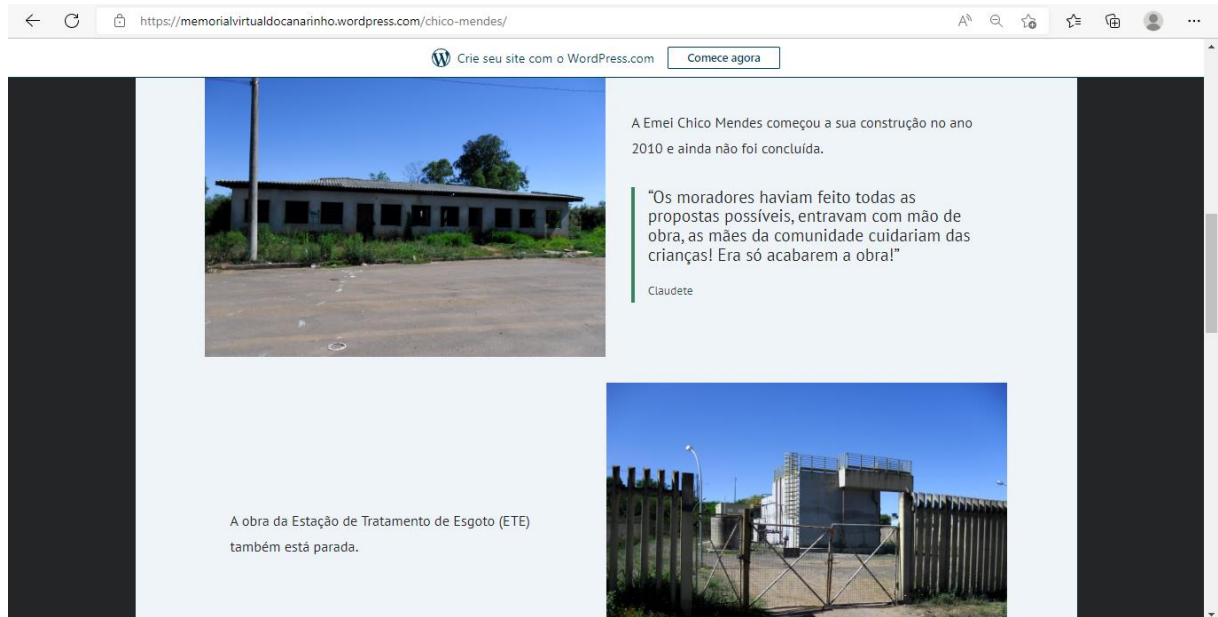 https://memorialvirtualdocanarinho.wordpress.com/chico-mendes/
Crie seu site com o WordPress.com
Comece agora
A Emei Chico Mendes começou a sua construção no ano
2010 e ainda não foi concluída.
“Os moradores haviam feito todas as
propostas possíveis, entravam com mão de
obra, as mães da comunidade cuidariam das
crianças! Era só acabarem a obra!”
Claudete
A obra da Estação de Tratamento de Esgoto (ETE)
também está parada.